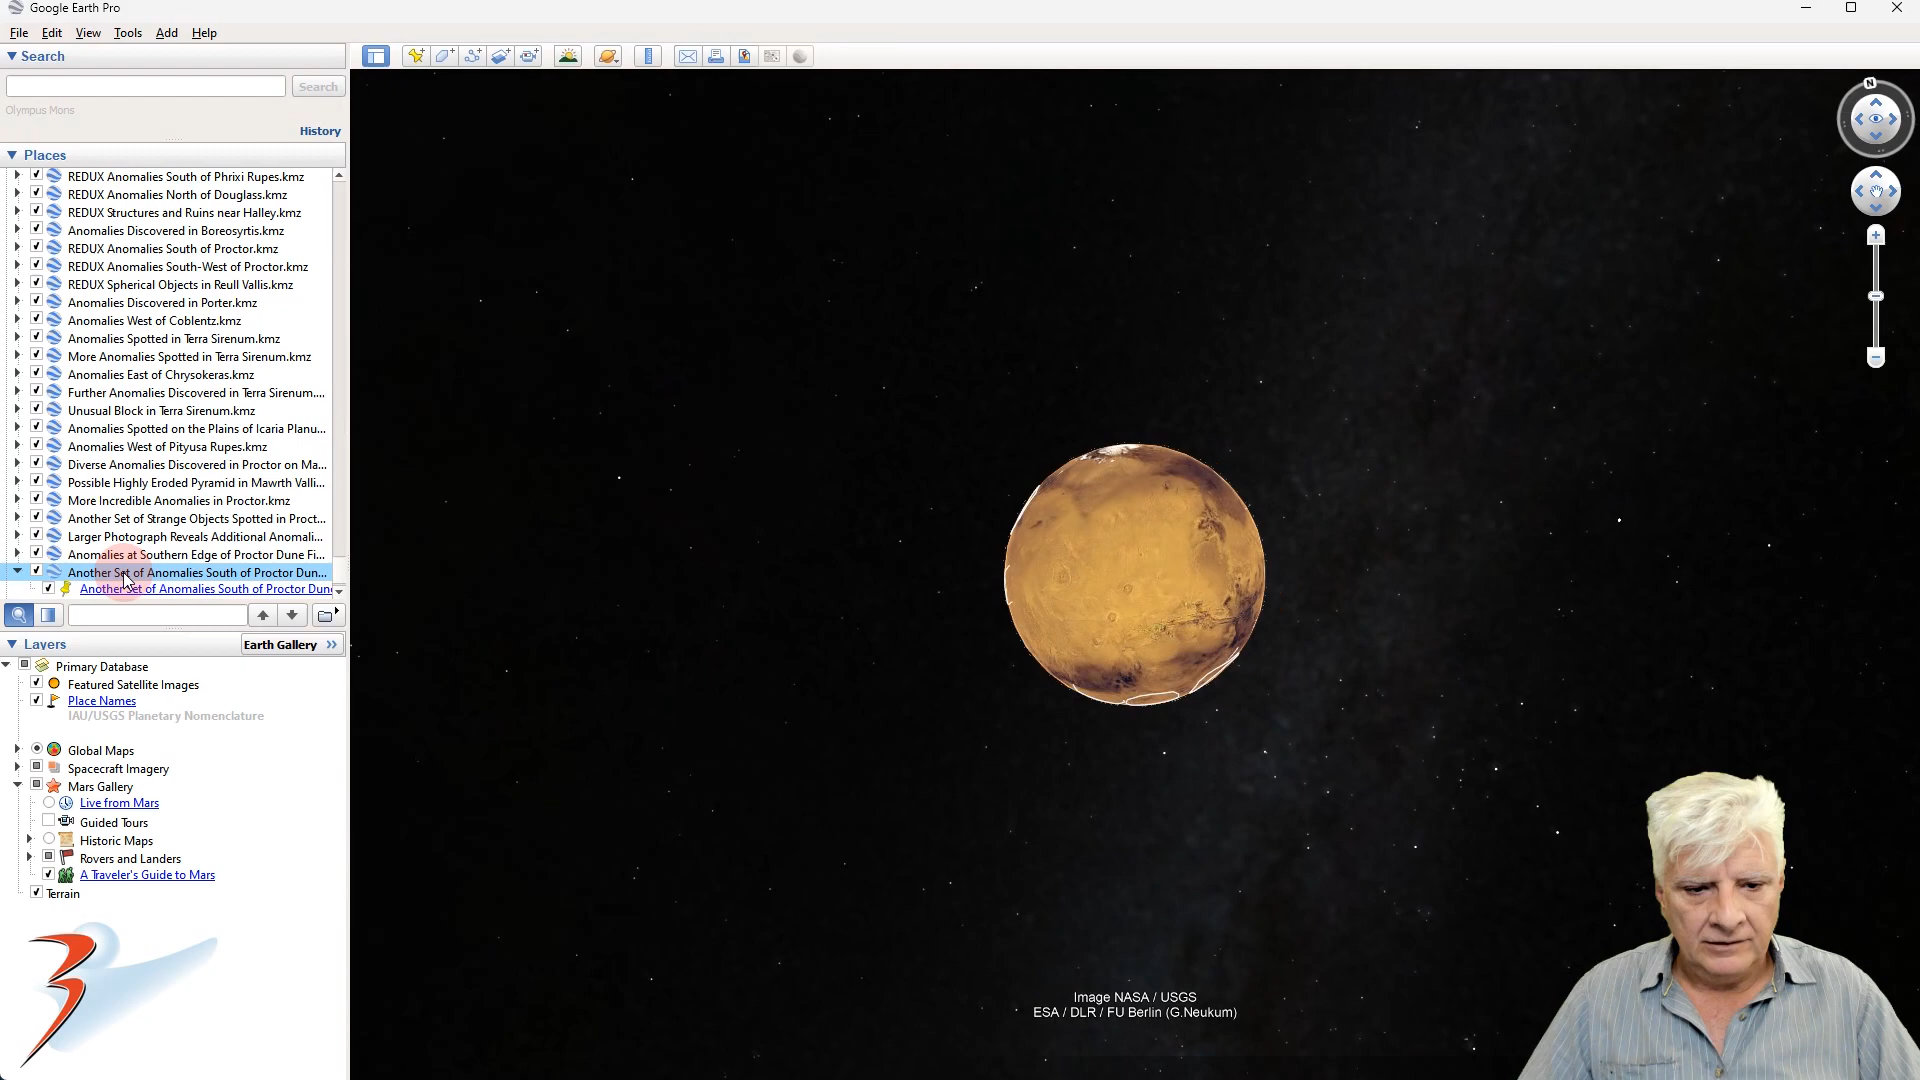 Google Earth Pro
File Edit View Tools Add Help
Search
Search
Olympus Mons
History
Places
REDUX Anomalies South of Phrixi Rupes.kmz
REDUX Anomalies North of Douglass.kmz
REDUX Structures and Ruins near Halley.kmz
Anomalies Discovered in Boreosyrtis.kmz
REDUX Anomalies South of Proctor.kmz
REDUX Anomalies South-West of Proctor.kmz
REDUX Spherical Objects in Reull Vallis.kmz
Anomalies Discovered in Porter.kmz
Anomalies West of Coblentz.kmz
Anomalies Spotted in Terra Sirenum.kmz
More Anomalies Spotted in Terra Sirenum.kmz
Anomalies East of Chrysokeras.kmz
Further Anomalies Discovered in Terra Sirenum....
Unusual Block in Terra Sirenum.kmz
Anomalies Spotted on the Plains of Icaria Planu...
Anomalies West of Pityusa Rupes.kmz
Diverse Anomalies Discovered in Proctor on Ma...
Possible Highly Eroded Pyramid in Mawrth Valli...
More Incredible Anomalies in Proctor.kmz
Another Set of Strange Objects Spotted in Proct...
Larger Photograph Reveals Additional Anomali...
Anomalies at Southern Edge of Proctor Dune Fi...
Another Set of Anomalies South of Proctor Dun...
Another Set of Anomalies South of Proctor Dun
Layers
Earth Gallery >>
Primary Database
Featured Satellite Images
Place Names
IAU/USGS Planetary Nomenclature
Global Maps
Spacecraft Imagery
Mars Gallery
Live from Mars
Guided Tours
Historic Maps
Rovers and Landers
A Traveler's Guide to Mars
Terrain
N
Image NASA / USGS
ESA / DLR / FU Berlin (G.Neukum)